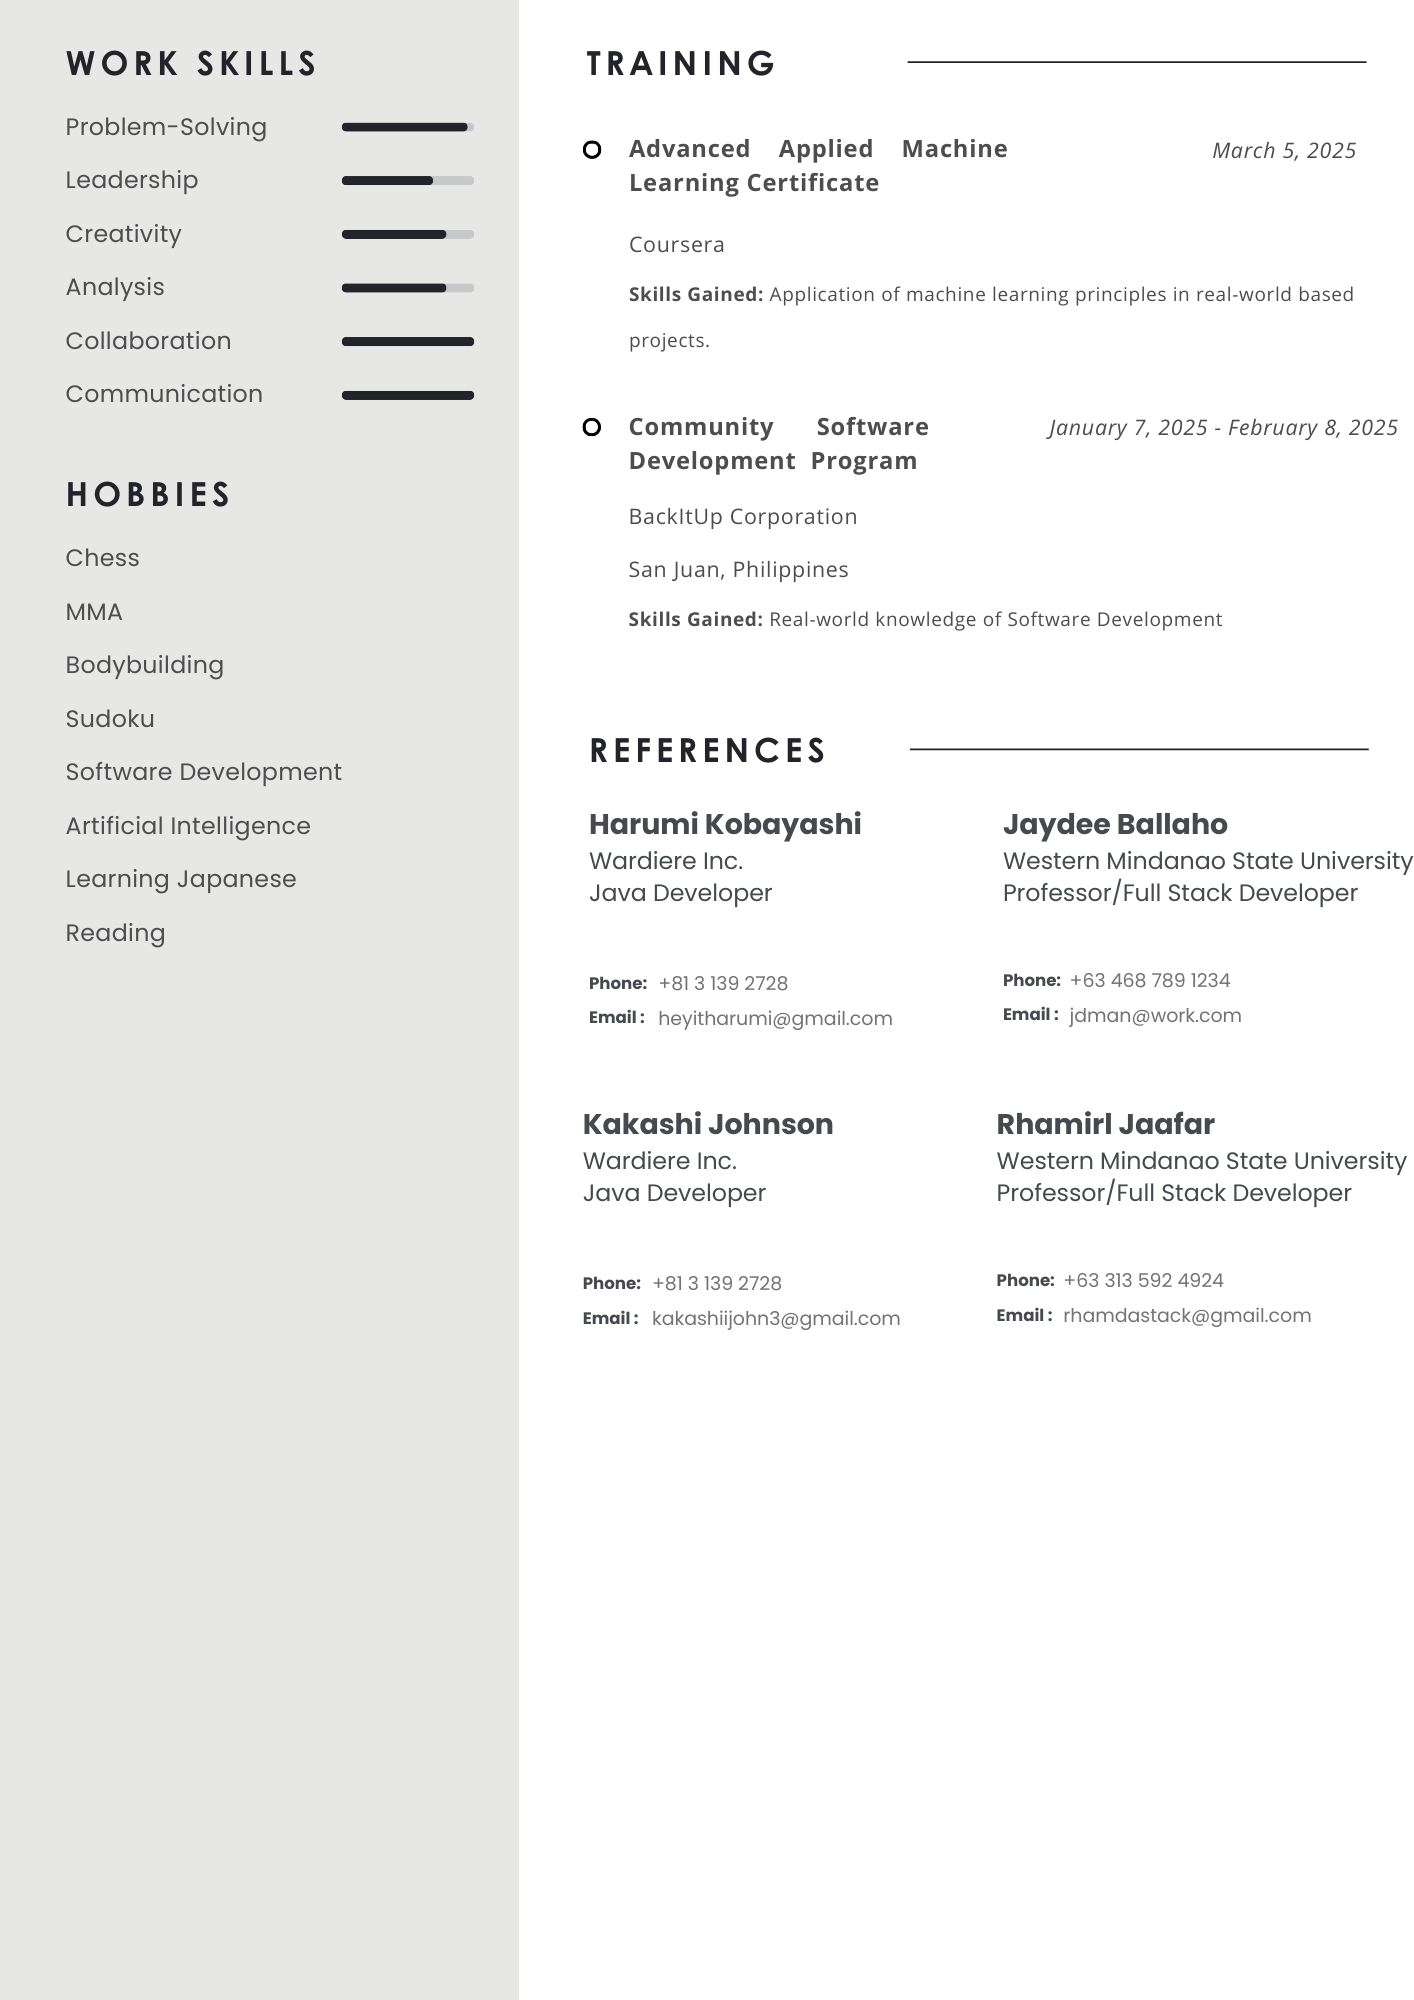 WORK SKILLS
Problem-Solving
Leadership
Creativity
Analysis
Collaboration
Communication
HOBBIES
Chess
MMA
Bodybuilding
Sudoku
Software Development
Artificial Intelligence
Learning Japanese
Reading
TRAINING
Advanced Applied Machine
Learning Certificate
March 5, 2025
Coursera
Skills Gained: Application of machine learning principles in real-world based
projects.
Community Software
Development Program
January 7, 2025 - February 8, 2025
BackItUp Corporation
San Juan, Philippines
Skills Gained: Real-world knowledge of Software Development
REFERENCES
Harumi Kobayashi
Wardiere Inc.
Java Developer
Phone: +81 3 139 2728
Email : heyitharumi@gmail.com
Jaydee Ballaho
Western Mindanao State University
Professor/Full Stack Developer
Phone: +63 468 789 1234
Email : jdman@work.com
Kakashi Johnson
Wardiere Inc.
Java Developer
Phone: +81 3 139 2728
Email : kakashiijohn3@gmail.com
Rhamirl Jaafar
Western Mindanao State University
Professor/Full Stack Developer
Phone: +63 313 592 4924
Email : rhamdastack@gmail.com